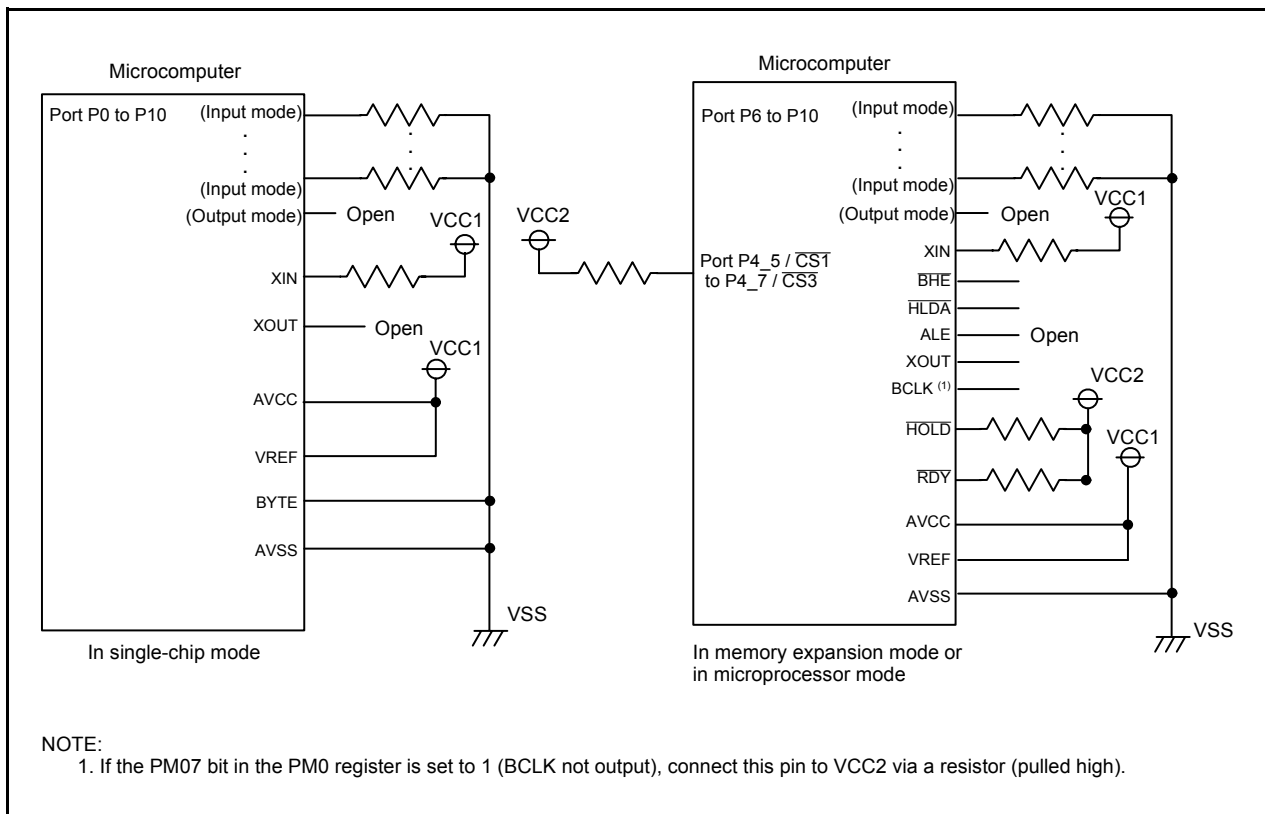 Microcomputer
Port P0 to P10
(Input mode)
.
.
.
(Input mode)
(Output mode)
Open
VCC1
XIN
XOUT
Open
VCC1
AVCC
VREF
BYTE
AVSS
VSS
In single-chip mode
Microcomputer
Port P6 to P10
(Input mode)
.
.
.
(Input mode)
(Output mode)
Open
VCC1
VCC2
Port P4_5 / CS1
to P4_7 / CS3
XIN
BHE
HLDA
ALE
Open
XOUT
BCLK (1)
VCC2
HOLD
VCC1
RDY
AVCC
VREF
AVSS
VSS
In memory expansion mode or
in microprocessor mode
NOTE:
1. If the PM07 bit in the PM0 register is set to 1 (BCLK not output), connect this pin to VCC2 via a resistor (pulled high).